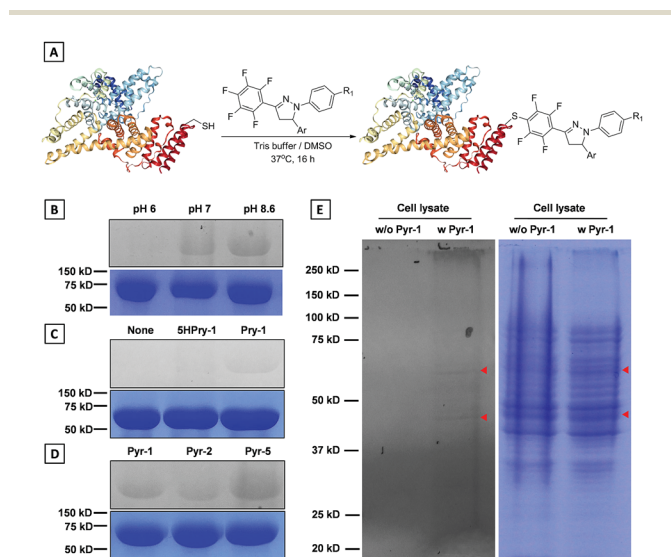 A
F
F
F
F
F
N
N
R1
Ar
SH
Tris buffer / DMSO
37°C, 16 h
S
F
F
F
F
N
N
R1
Ar
B
pH 6 pH 7 pH 8.6
150 kD
75 kD
50 kD
C
None 5HPry-1 Pry-1
150 kD
75 kD
50 kD
D
Pyr-1 Pyr-2 Pyr-5
150 kD
75 kD
50 kD
E
Cell lysate Cell lysate
w/o Pyr-1 w Pyr-1 w/o Pyr-1 w Pyr-1
250 kD
150 kD
100 kD
75 kD
50 kD
37 kD
25 kD
20 kD